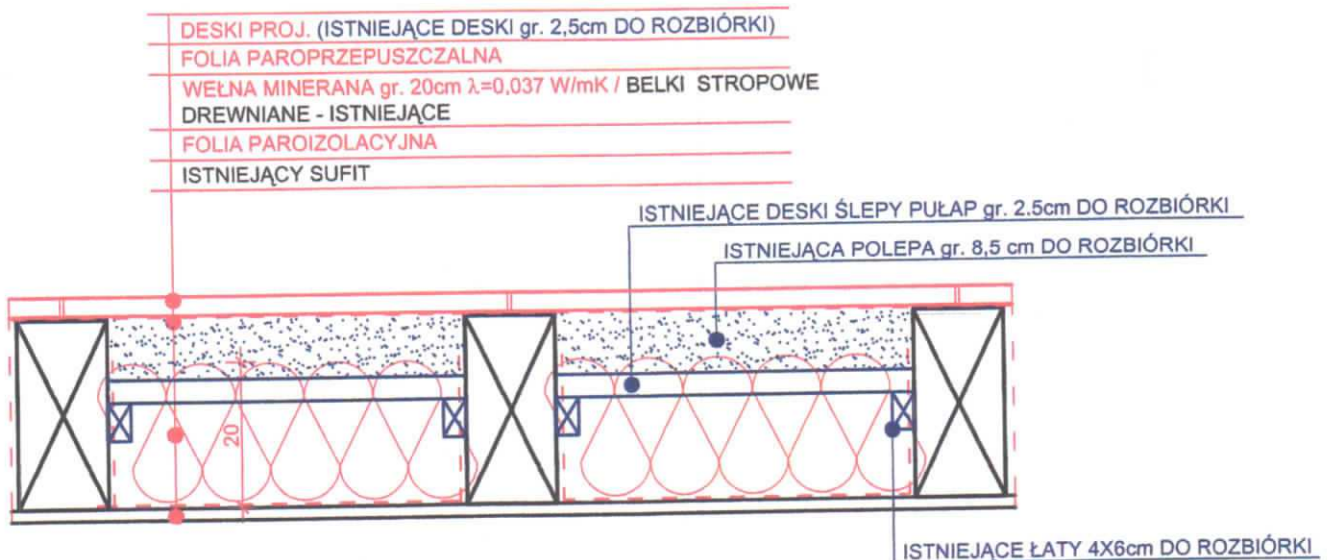 DESKI PROJ. (ISTNIEJĄCE DESKI gr. 2,5cm DO ROZBIÓRKI)
FOLIA PAROPRZEPUSZCZALNA
WEŁNA MINERANA gr. 20cm λ=0,037 W/mK / BELKI STROPOWE
DREWNIANE - ISTNIEJĄCE
FOLIA PAROIZOLACYJNA
ISTNIEJĄCY SUFIT
ISTNIEJĄCE DESKI ŚLEPY PUŁAP gr. 2.5cm DO ROZBIÓRKI
ISTNIEJĄCA POLEPA gr. 8,5 cm DO ROZBIÓRKI
20
ISTNIEJĄCE ŁATY 4X6cm DO ROZBIÓRKI